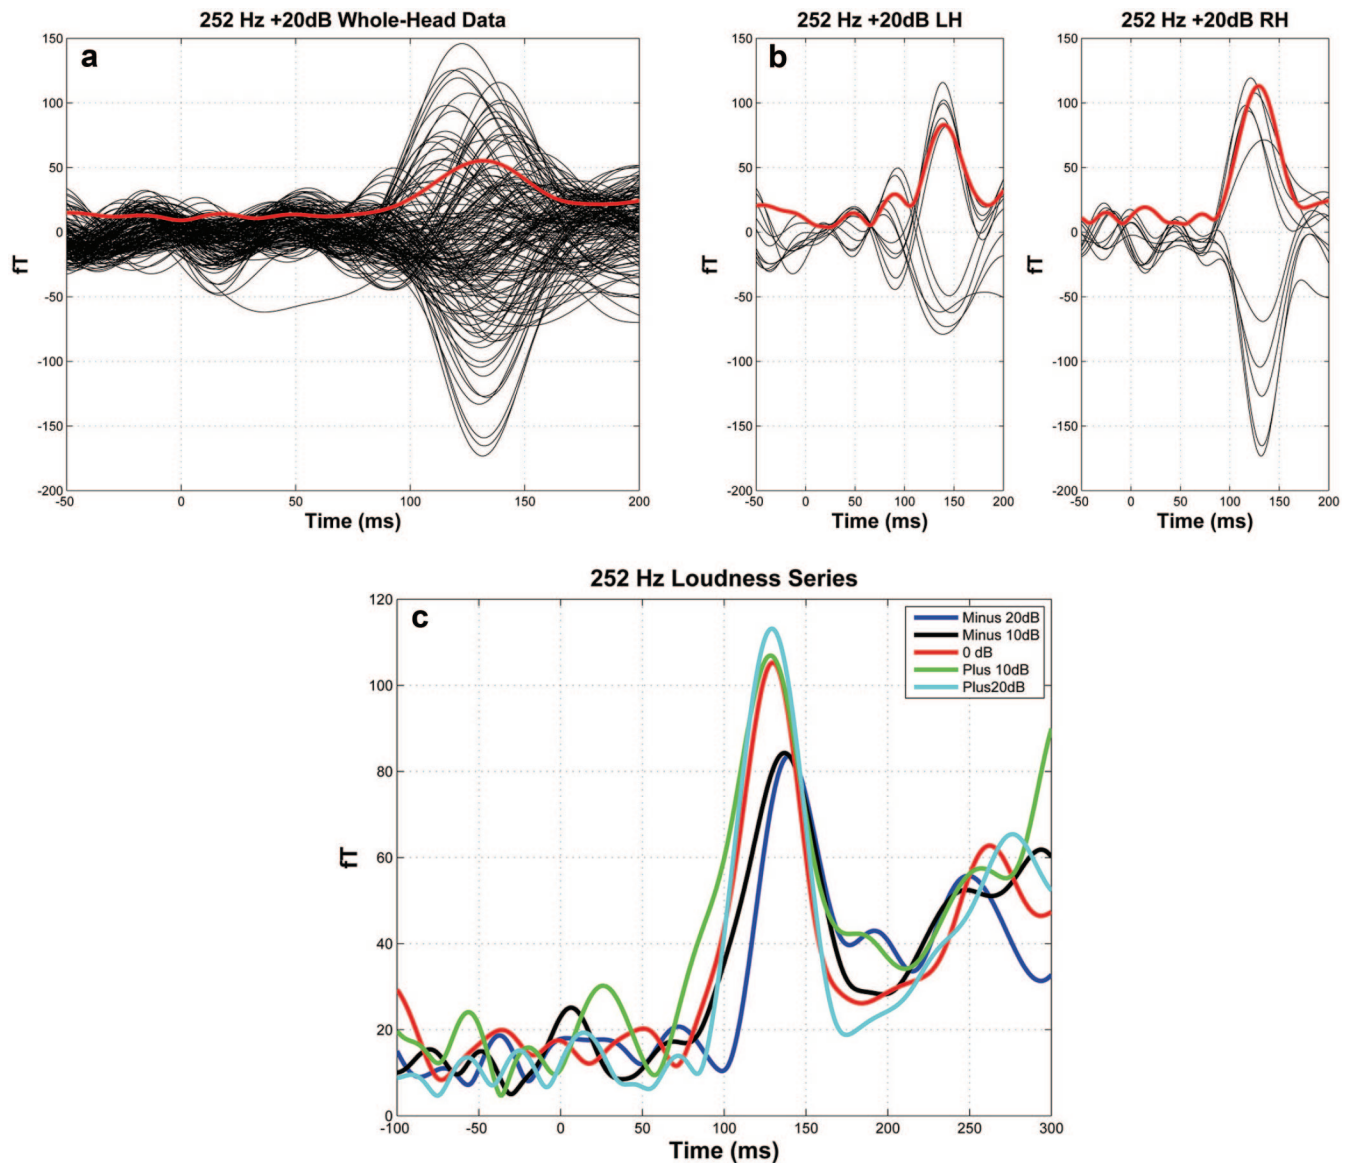 252 Hz +20dB Whole-Head Data
a
150
100
50
0
-50
-100
-150
-200
fT
-50 0 50 100 150 200
Time (ms)
252 Hz +20dB LH
b
150
100
50
0
-50
-100
-150
-200
fT
-50 0 50 100 150 200
Time (ms)
252 Hz +20dB RH
150
100
50
0
-50
-100
-150
-200
fT
-50 0 50 100 150 200
Time (ms)
252 Hz Loudness Series
c
120
100
80
60
40
20
0
fT
Minus 20dB
Minus 10dB
0 dB
Plus 10dB
Plus20dB
-100 -50 0 50 100 150 200 250 300
Time (ms)